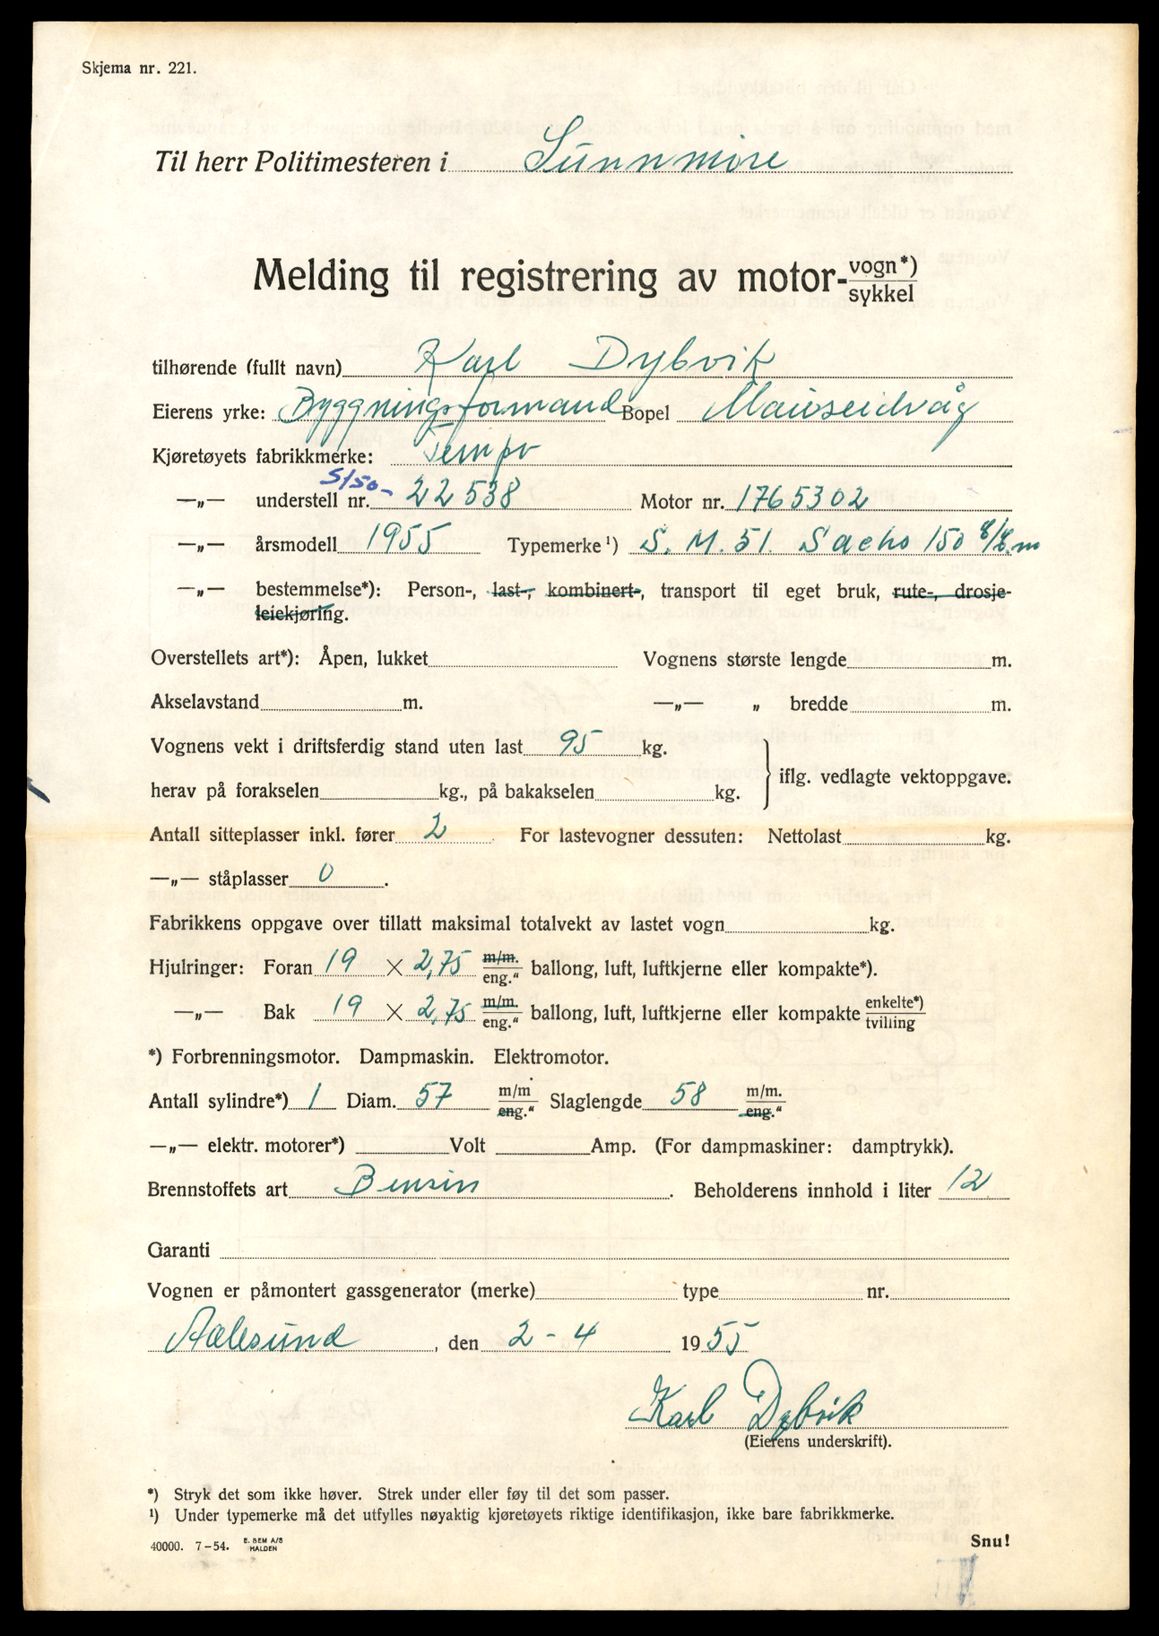 Skjema nr. 221.
Til herr Politimesteren i Sunnmøre
Melding til registrering av motor-vogn*)
sykkel
tilhørende (fullt navn) Karl Dybvik
Eierens yrke: Byggningsformand Bopel Mauseidvåg
Kjøretøyets fabrikkmerke: Tempo
—„— understell nr. S150- 22538 Motor nr. 1765302
—„— årsmodell 1955 Typemerke¹) S. M. 51. Sachs 150
—„— bestemmelse*): Person-, last-, kombinert-, transport til eget bruk, rute-, drosje-
leiekjøring.
Overstellets art*): Åpen, lukket Vognens største lengde m.
Akselavstand m. —„— „ bredde m.
Vognens vekt i driftsferdig stand uten last 95 kg.
iflg. vedlagte vektoppgave.
herav på forakselen kg., på bakakselen kg.
Antall sitteplasser inkl. fører 2 For lastevogner dessuten: Nettolast kg.
—„— ståplasser 0.
Fabrikkens oppgave over tillatt maksimal totalvekt av lastet vogn kg.
Hjulringer: Foran 19 × 2,75 m/m. eng.“ ballong, luft, luftkjerne eller kompakte*).
—„— Bak 19 × 2,75 m/m. eng.“ ballong, luft, luftkjerne eller kompakte enkelte*) tvilling
*) Forbrenningsmotor. Dampmaskin. Elektromotor.
Antall sylindre*) 1 Diam. 57 m/m eng.“ Slaglengde 58 m/m. eng.“
—„— elektr. motorer*) Volt Amp. (For dampmaskiner: damptrykk).
Brennstoffets art Bensin. Beholderens innhold i liter 12
Garanti
Vognen er påmontert gassgenerator (merke) type nr.
Aalesund, den 2-4 1955
Karl Dybvik
(Eierens underskrift).
*) Stryk det som ikke høver. Strek under eller føy til det som passer.
¹) Under typemerke må det utfylles nøyaktig kjøretøyets riktige identifikasjon, ikke bare fabrikkmerke.
40000. 7-54. E. SEM A/S HALDEN
Snu!